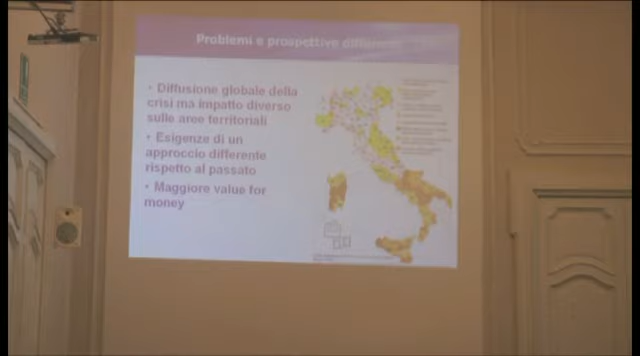 Problemi e prospettive
• Diffusione globale della
crisi ma impatto diverso
sulle aree territoriali
• Esigenze di un
approccio differente
rispetto al passato
• Maggiore value for
money